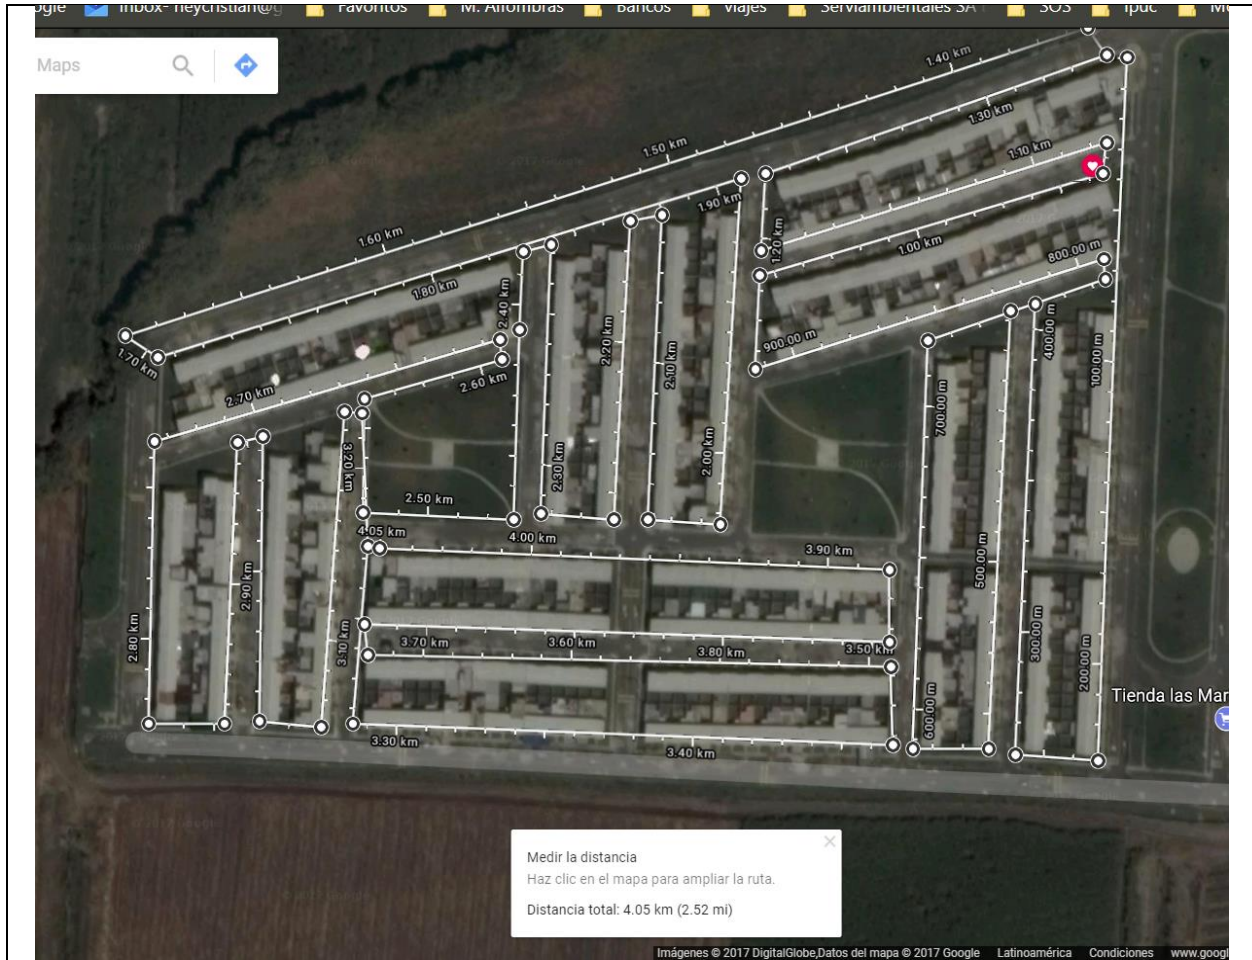 ogle Inbox- heycristian@g Favoritos M. Alfombras Bancos Viajes Serviambientales SA SOS Ipuc
Maps
1.40 km
1.30 km
1.50 km
1.10 km
1.90 km
1.60 km
1.20 km
1.00 km
800.00 m
1.80 km
2.40 km
900.00 m
400.00 m
1.70 km
2.20 km
2.10 km
100.00 m
2.60 km
2.70 km
700.00 m
2.00 km
3.20 km
2.30 km
2.50 km
4.05 km
4.00 km
3.90 km
500.00 m
2.90 km
2.80 km
3.10 km
3.70 km
3.60 km
3.80 km
3.50 km
300.00 m
200.00 m
600.00 m
Tienda las Mar
3.30 km
3.40 km
Medir la distancia
Haz clic en el mapa para ampliar la ruta.
Distancia total: 4.05 km (2.52 mi)
Imágenes © 2017 DigitalGlobe,Datos del mapa © 2017 Google Latinoamérica Condiciones www.googl